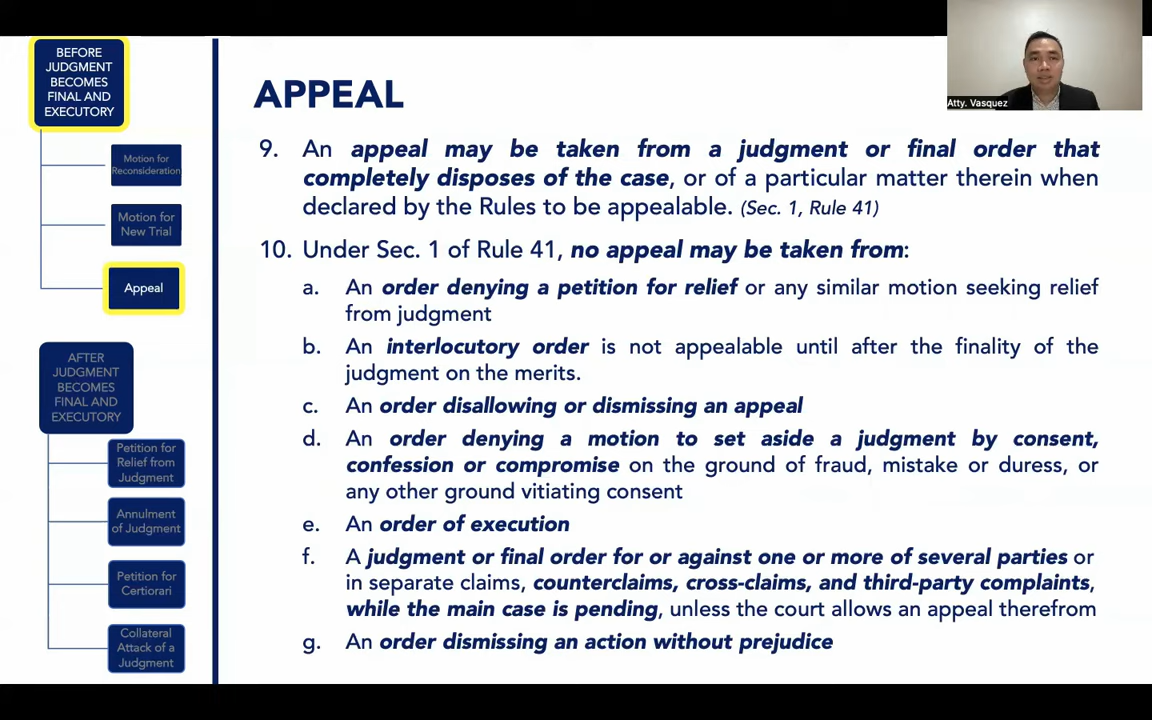 BEFORE
JUDGMENT
BECOMES
FINAL AND
EXECUTORY
Motion for
Reconsideration
Motion for
New Trial
Appeal
AFTER
JUDGMENT
BECOMES
FINAL AND
EXECUTORY
Petition for
Relief from
Judgment
Annulment
of Judgment
Petition for
Certiorari
Collateral
Attack of a
Judgment
APPEAL
9. An appeal may be taken from a judgment or final order that
completely disposes of the case, or of a particular matter therein when
declared by the Rules to be appealable. (Sec. 1, Rule 41)
10. Under Sec. 1 of Rule 41, no appeal may be taken from:
a. An order denying a petition for relief or any similar motion seeking relief
from judgment
b. An interlocutory order is not appealable until after the finality of the
judgment on the merits.
c. An order disallowing or dismissing an appeal
d. An order denying a motion to set aside a judgment by consent,
confession or compromise on the ground of fraud, mistake or duress, or
any other ground vitiating consent
e. An order of execution
f. A judgment or final order for or against one or more of several parties or
in separate claims, counterclaims, cross-claims, and third-party complaints,
while the main case is pending, unless the court allows an appeal therefrom
g. An order dismissing an action without prejudice
Atty. Vasquez